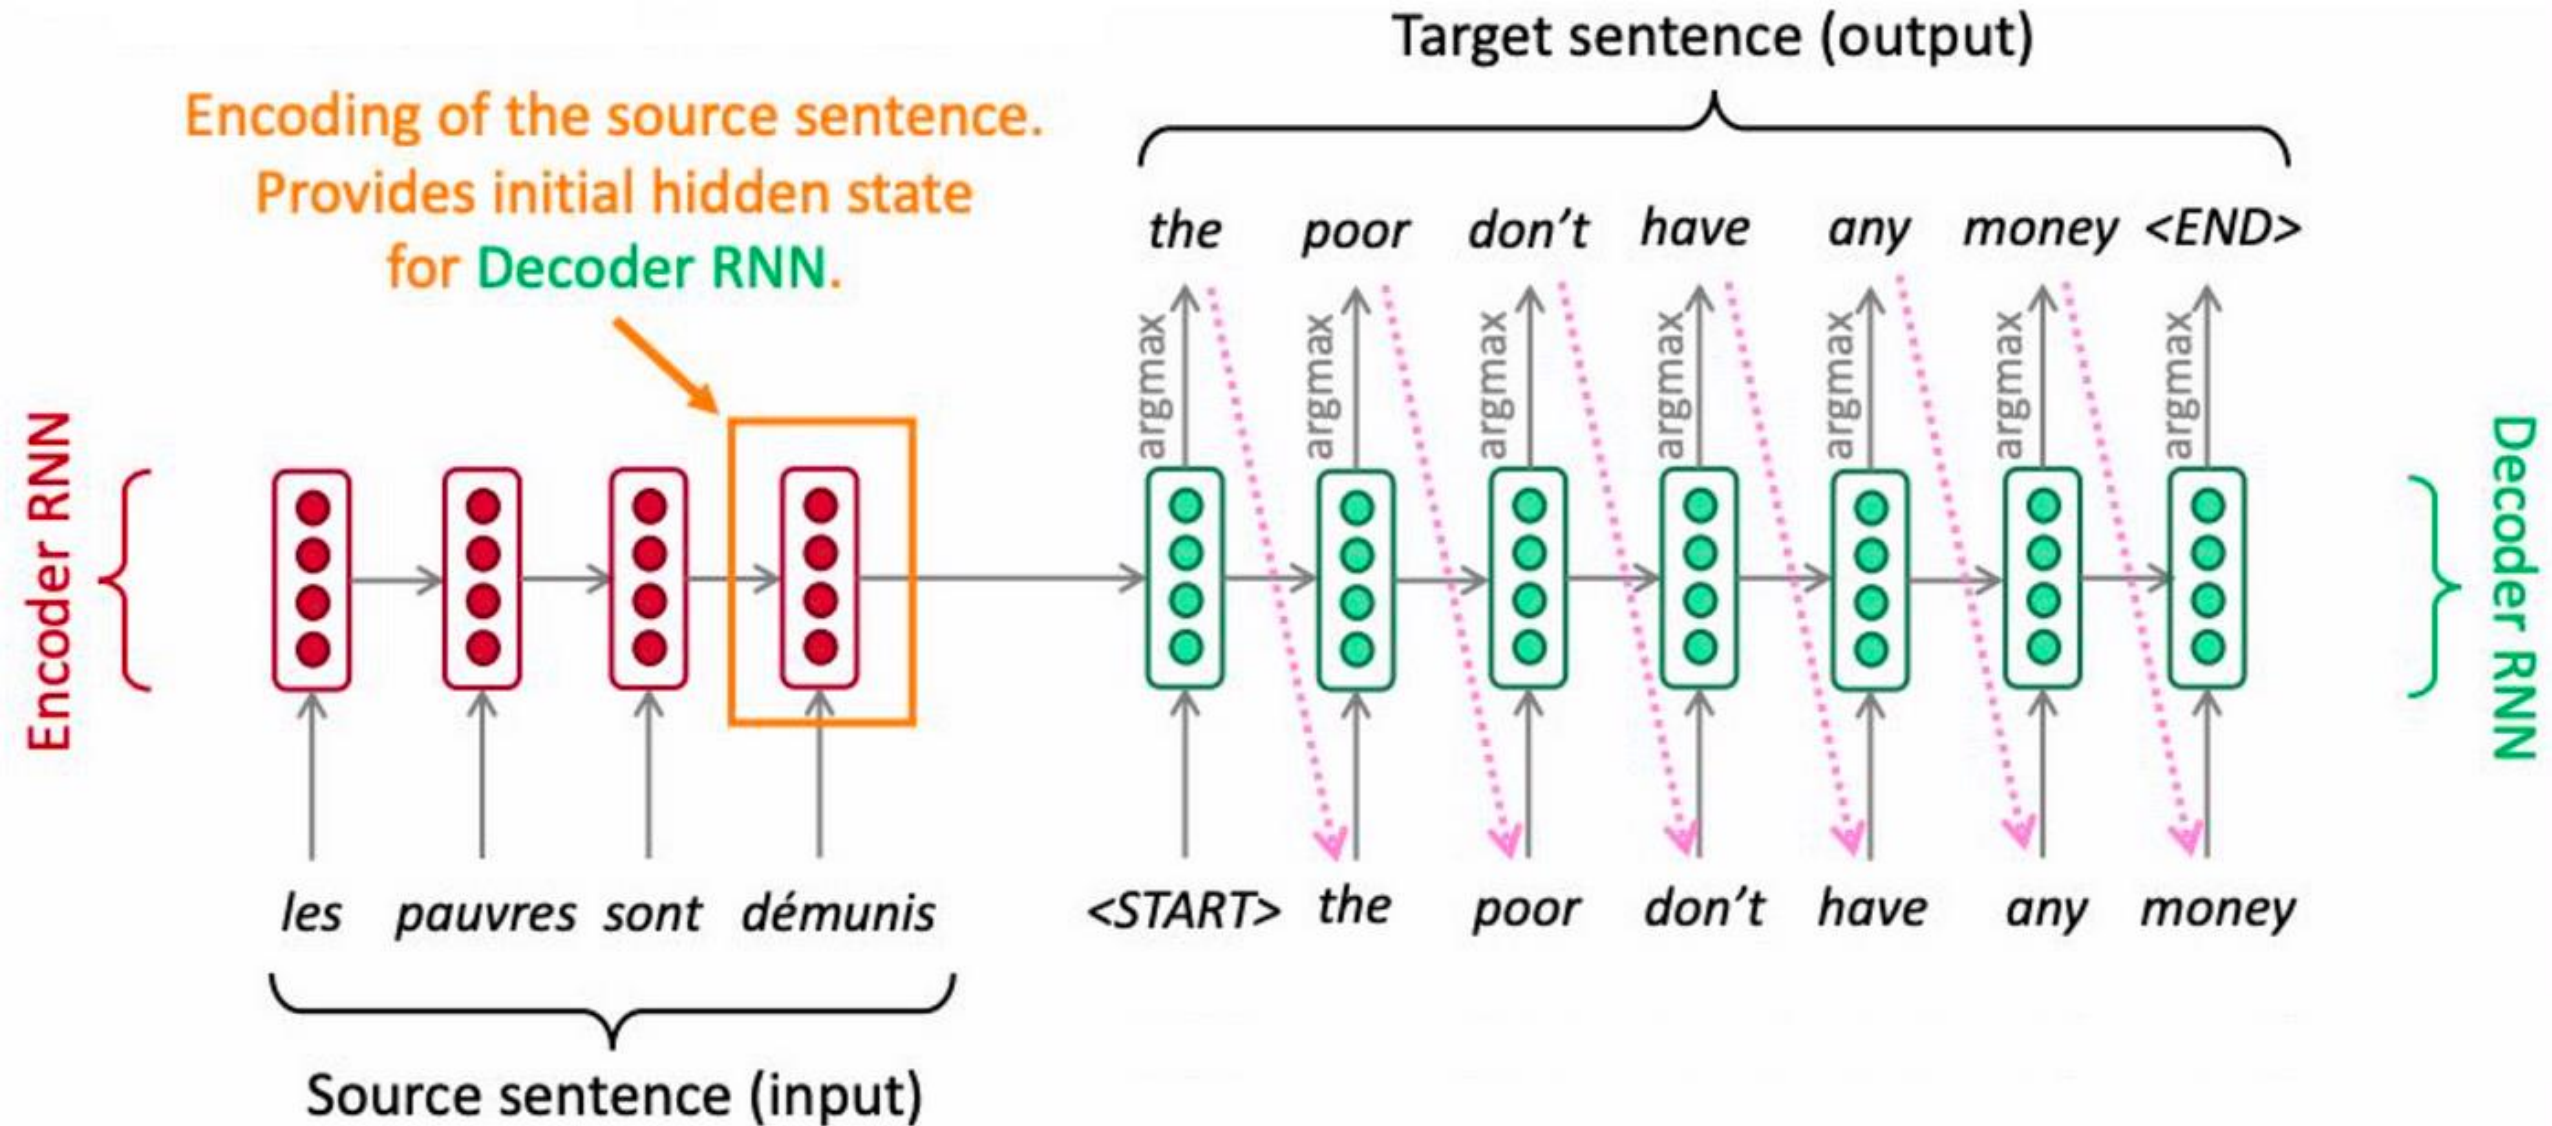 Target sentence (output)
Encoding of the source sentence.
Provides initial hidden state
for Decoder RNN.
the poor don't have any money <END>
argmax argmax argmax argmax argmax argmax argmax
Encoder RNN
Decoder RNN
les pauvres sont démunis <START> the poor don't have any money
Source sentence (input)